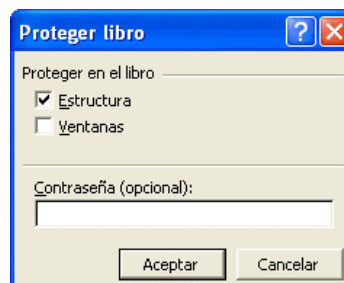 Proteger libro
Proteger en el libro
Estructura
Ventanas
Contraseña (opcional):
Aceptar Cancelar